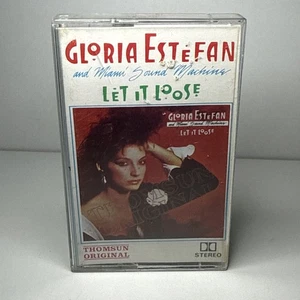 GLORIA ESTEFAN
and Miami Sound Machine
LET IT LOOSE
GLORIA ESTEFAN
and Miami Sound Machine
LET IT LOOSE
THOMSUN
ORIGINAL
STEREO